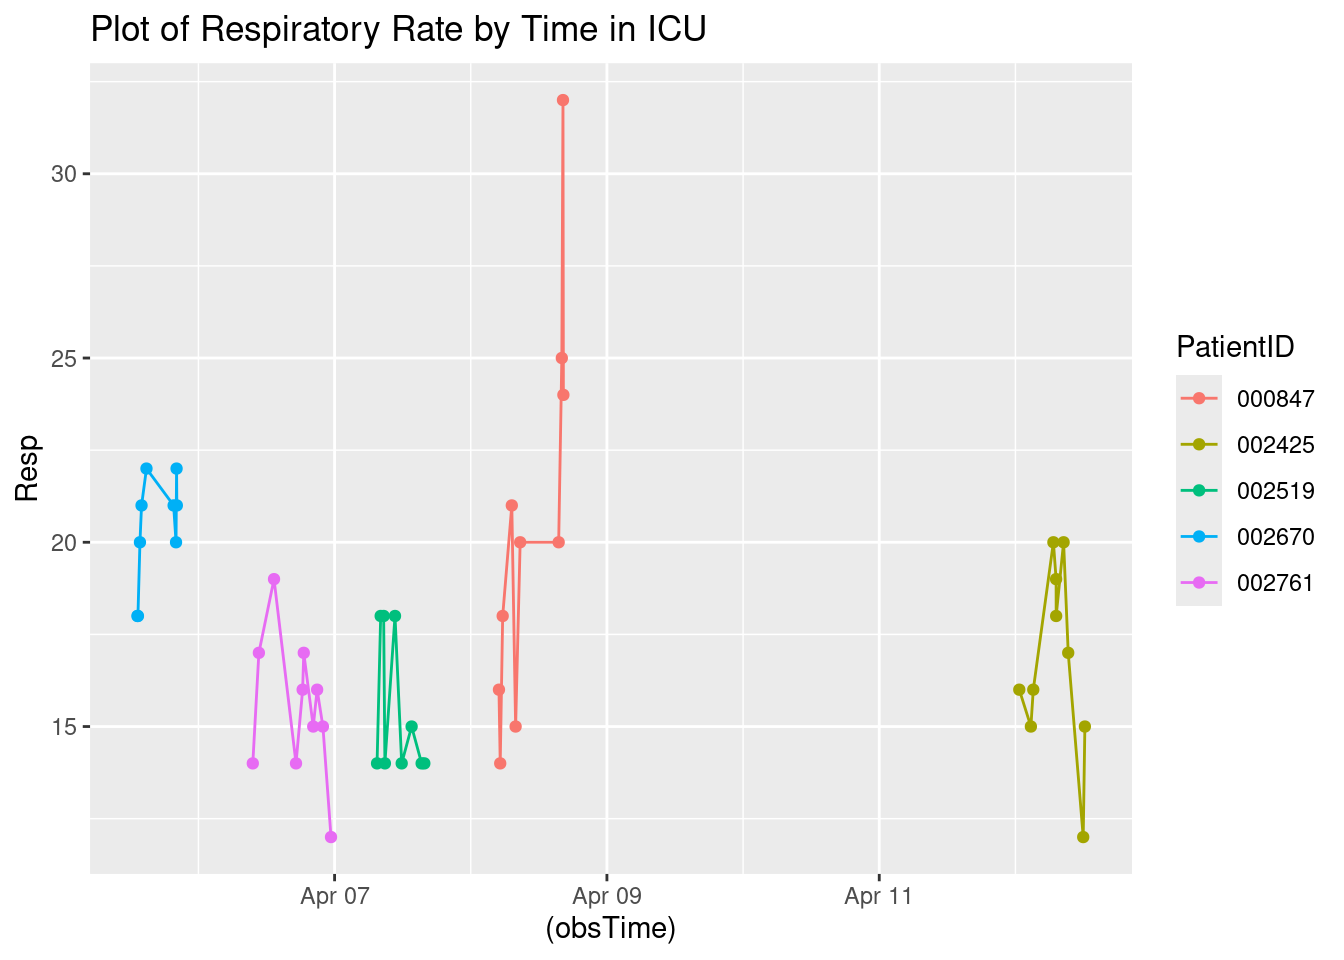 Plot of Respiratory Rate by Time in ICU
30
25
20
15
Resp
Apr 07
Apr 09
Apr 11
(obsTime)
PatientID
000847
002425
002519
002670
002761